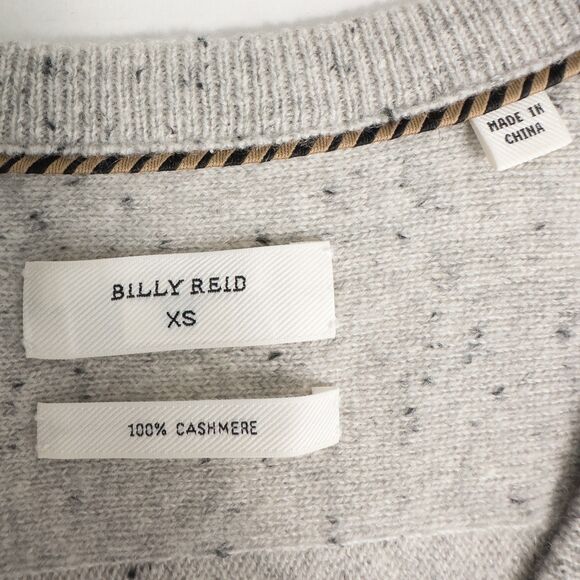 MADE IN
CHINA
BILLY REID
XS
100% CASHMERE